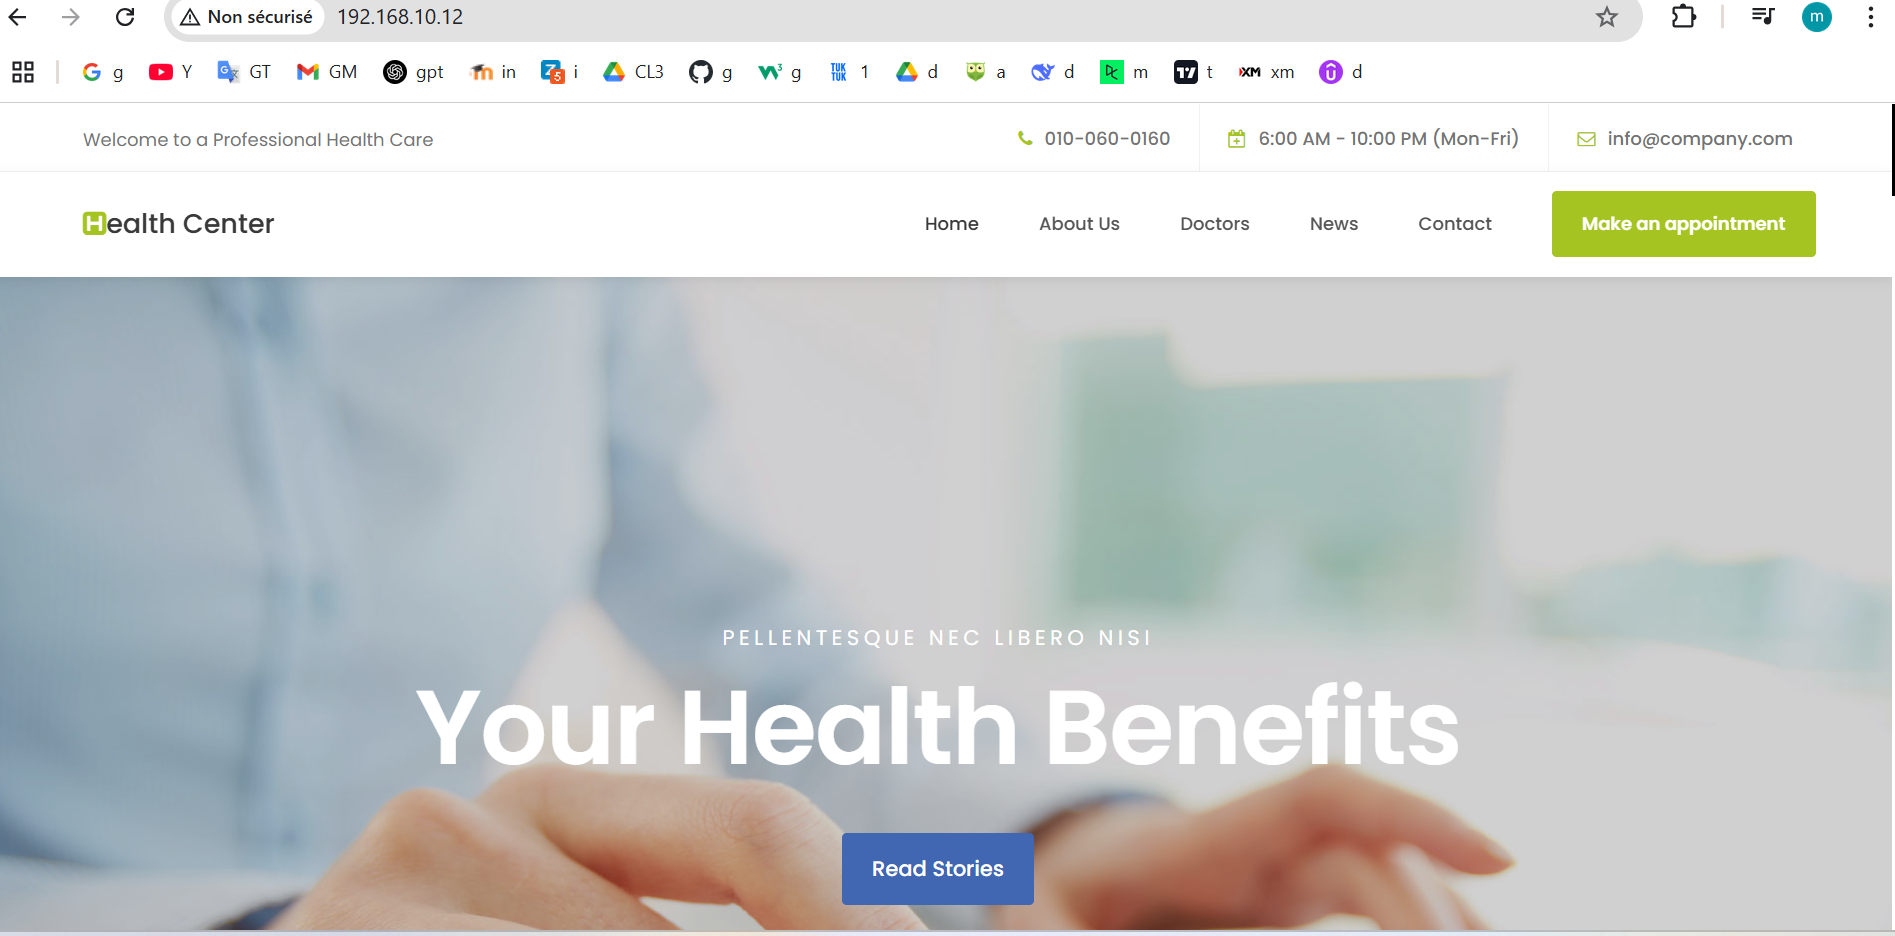 Non sécurisé 192.168.10.12
g Y GT GM gpt in i CL3 g g 1 d a d m t xm d
Welcome to a Professional Health Care 010-060-0160 6:00 AM - 10:00 PM (Mon-Fri) info@company.com
Health Center Home About Us Doctors News Contact Make an appointment
PELLENTESQUE NEC LIBERO NISI
Your Health Benefits
Read Stories